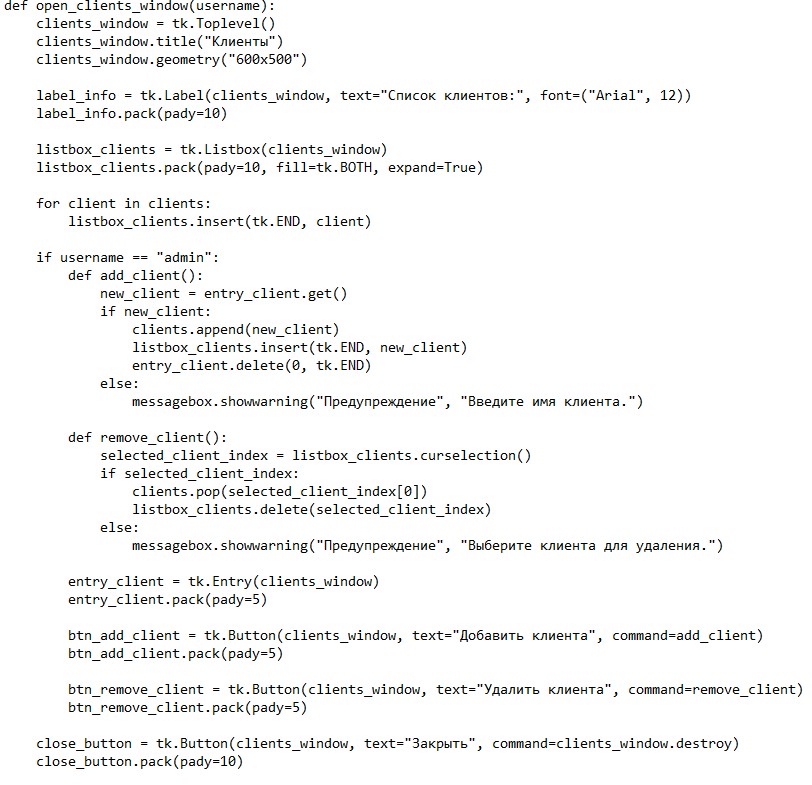 def open_clients_window(username):
    clients_window = tk.Toplevel()
    clients_window.title("Клиенты")
    clients_window.geometry("600x500")

    label_info = tk.Label(clients_window, text="Список клиентов:", font=("Arial", 12))
    label_info.pack(pady=10)

    listbox_clients = tk.Listbox(clients_window)
    listbox_clients.pack(pady=10, fill=tk.BOTH, expand=True)

    for client in clients:
        listbox_clients.insert(tk.END, client)

    if username == "admin":
        def add_client():
            new_client = entry_client.get()
            if new_client:
                clients.append(new_client)
                listbox_clients.insert(tk.END, new_client)
                entry_client.delete(0, tk.END)
            else:
                messagebox.showwarning("Предупреждение", "Введите имя клиента.")

        def remove_client():
            selected_client_index = listbox_clients.curselection()
            if selected_client_index:
                clients.pop(selected_client_index[0])
                listbox_clients.delete(selected_client_index)
            else:
                messagebox.showwarning("Предупреждение", "Выберите клиента для удаления.")

        entry_client = tk.Entry(clients_window)
        entry_client.pack(pady=5)

        btn_add_client = tk.Button(clients_window, text="Добавить клиента", command=add_client)
        btn_add_client.pack(pady=5)

        btn_remove_client = tk.Button(clients_window, text="Удалить клиента", command=remove_client)
        btn_remove_client.pack(pady=5)

    close_button = tk.Button(clients_window, text="Закрыть", command=clients_window.destroy)
    close_button.pack(pady=10)